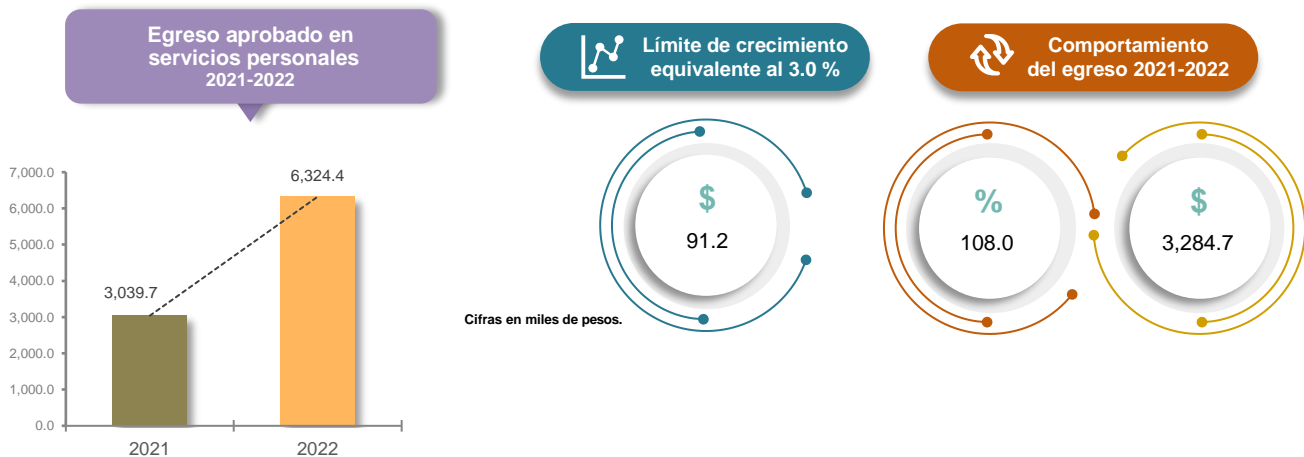 Egreso aprobado en
servicios personales
2021-2022
Límite de crecimiento
equivalente al 3.0 %
Comportamiento
del egreso 2021-2022
7,000.0
6,000.0
5,000.0
4,000.0
3,000.0
2,000.0
1,000.0
0.0
3,039.7
6,324.4
2021
2022
$
91.2
%
108.0
$
3,284.7
Cifras en miles de pesos.